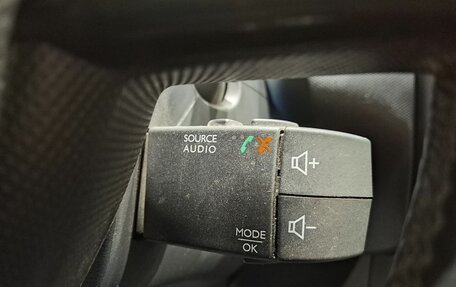 SOURCE
AUDIO
+
-
MODE
OK